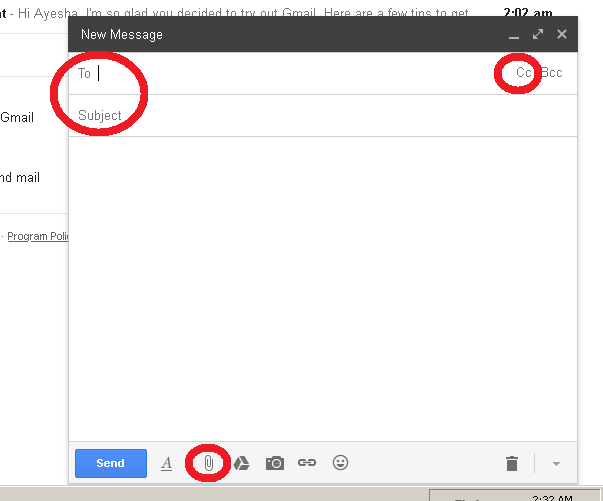 t - Hi Ayesha, I'm so glad you decided to try out Gmail. Here are a few tips to get 2:02 am
New Message
To Cc Bcc
Subject
Gmail
nd mail
· Program Polic
Send A
2:32 AM